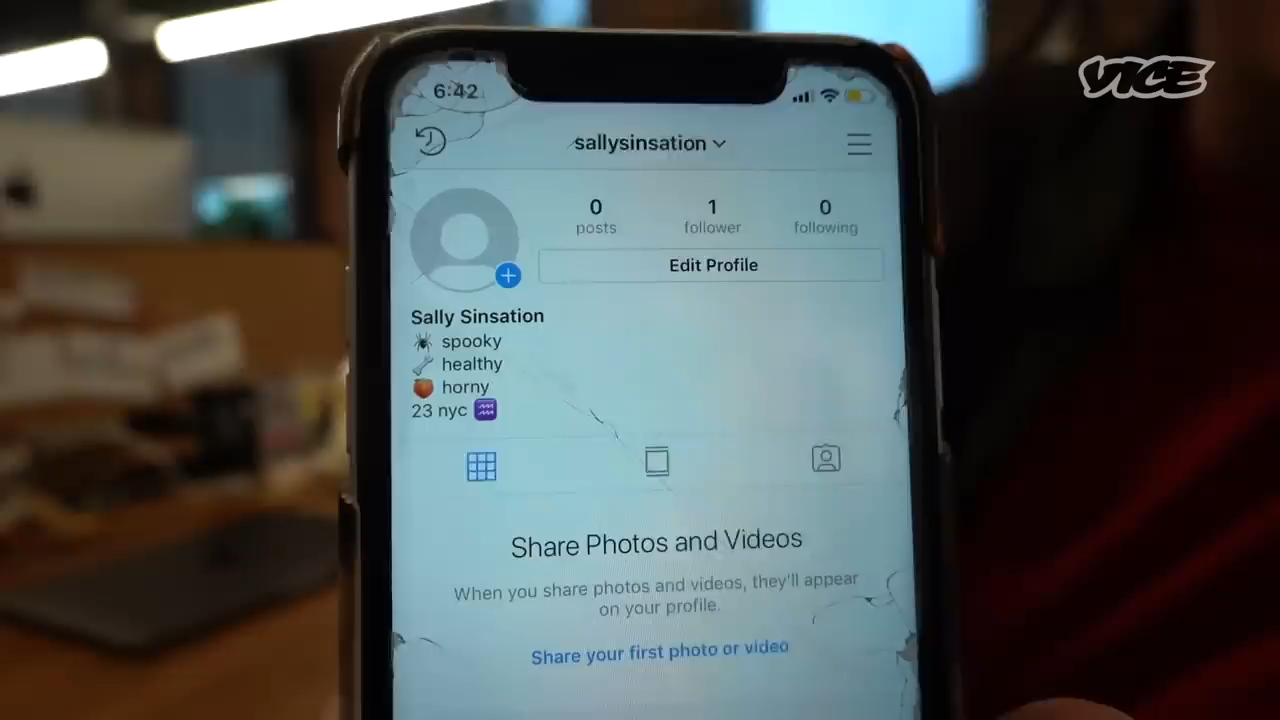 VICE
6:42
sallysinsation
0 1 0
posts follower following
Edit Profile
Sally Sinsation
spooky
healthy
horny
23 nyc
Share Photos and Videos
When you share photos and videos, they'll appear
on your profile.
Share your first photo or video